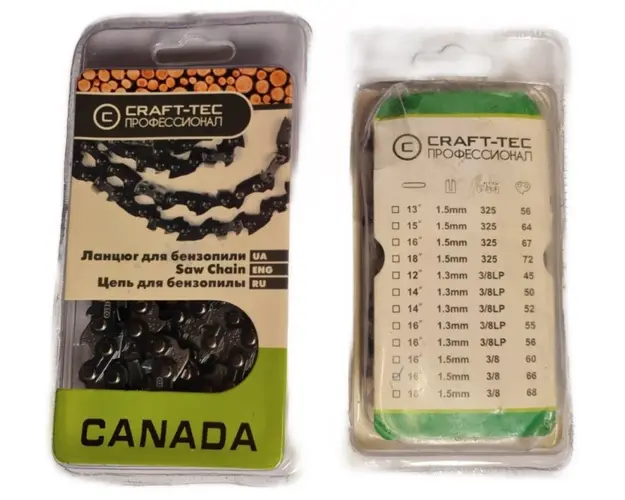 CRAFT-TEC
ПРОФЕССИОНАЛ
Ланцюг для бензопили UA
Saw Chain ENG
Цепь для бензопилы RU
CANADA
CRAFT-TEC
ПРОФЕССИОНАЛ
13" 1.5mm 325 56
15" 1.5mm 325 64
16" 1.5mm 325 67
18" 1.5mm 325 72
12" 1.3mm 3/8LP 45
14" 1.3mm 3/8LP 50
14" 1.3mm 3/8LP 52
16" 1.3mm 3/8LP 55
16" 1.3mm 3/8LP 56
16" 1.5mm 3/8 60
1.5mm 3/8 66
18" 1.5mm 3/8 68